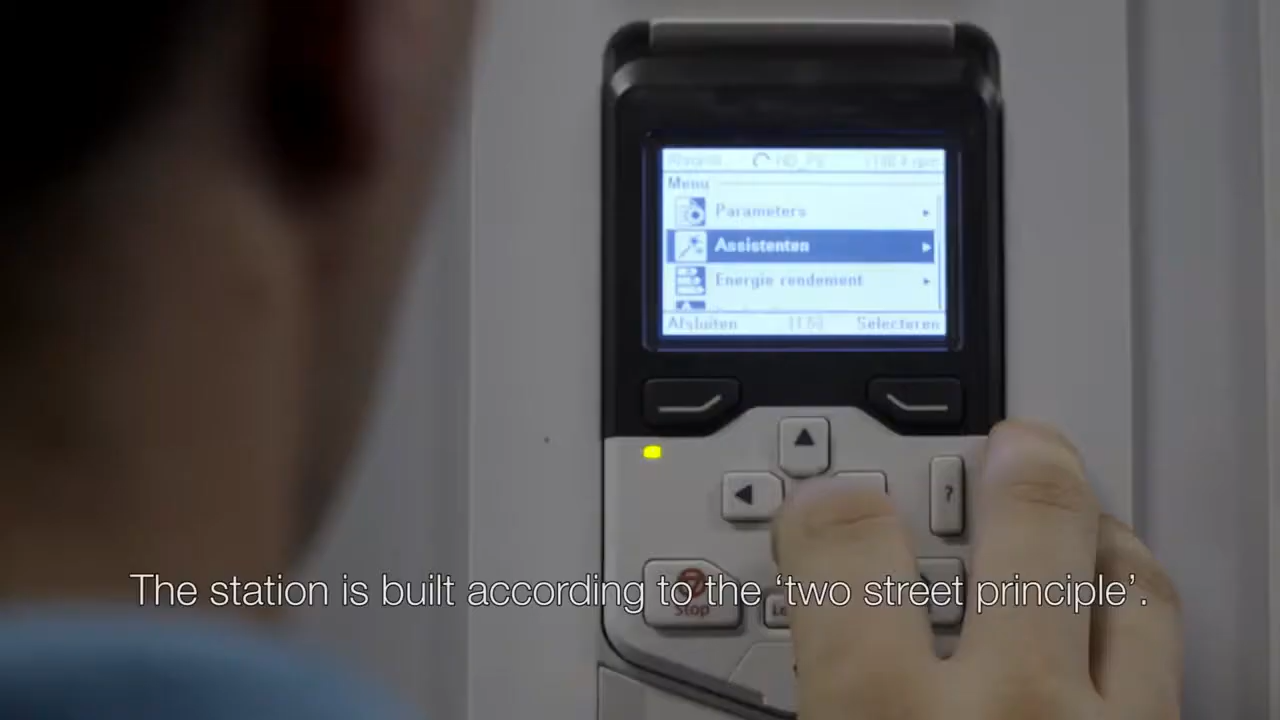 Menu
Parameters
Assistenten
Energie rendement
Afsluiten
Selecteren
?
Stop
The station is built according to the ‘two street principle’.